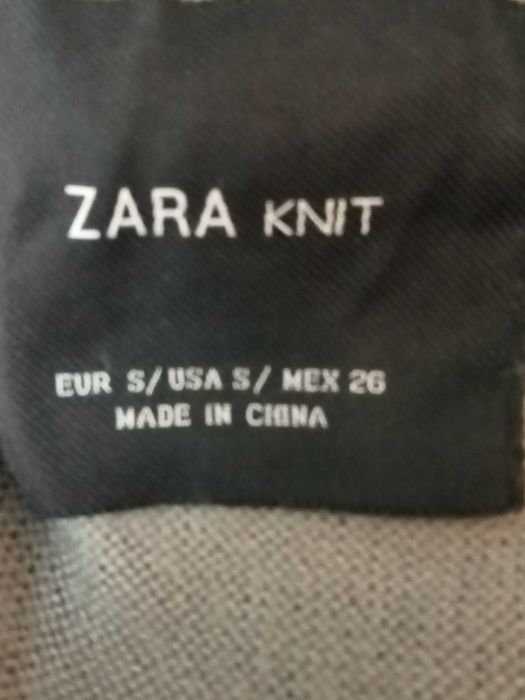 ZARA KNIT
EUR S/USA S/ MEX 26
MADE IN CHINA